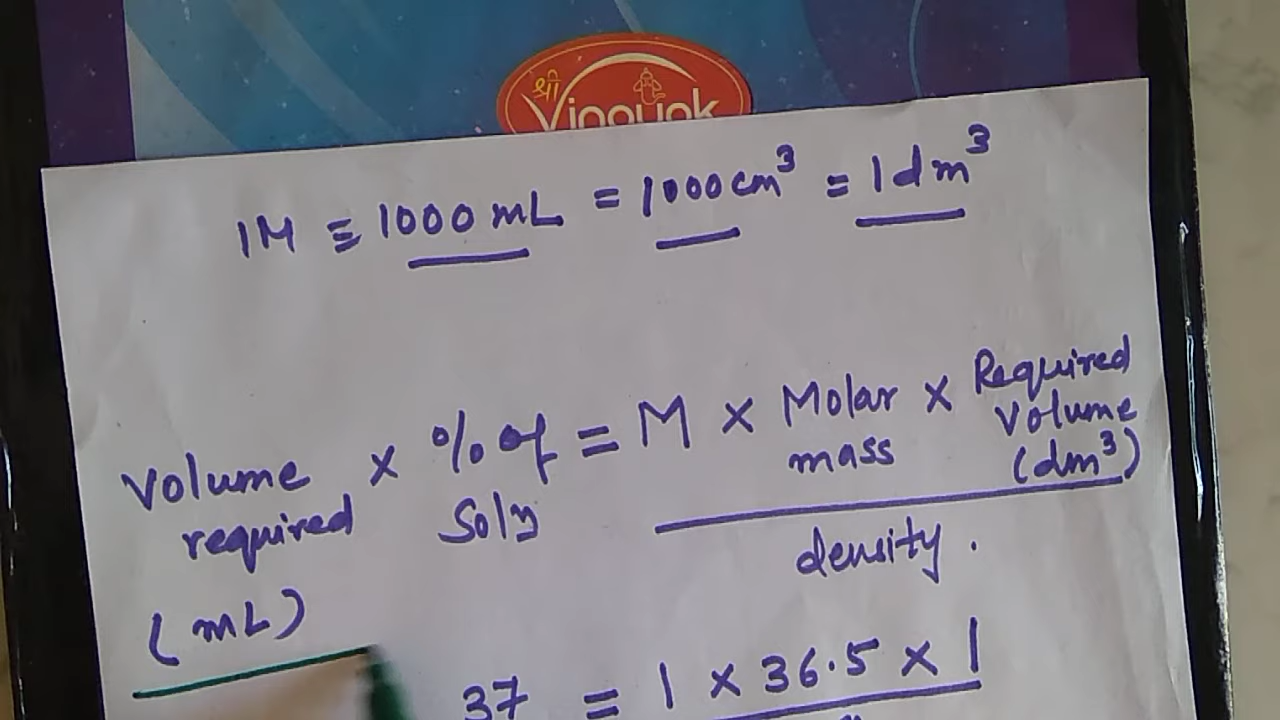 श्री
Vinayak
1M ≡ 1000 mL = 1000 cm³ = 1 dm³
Volume required (mL) × % of Soln = M × Molar mass × Required Volume (dm³)
density.
37 = 1 × 36.5 × 1